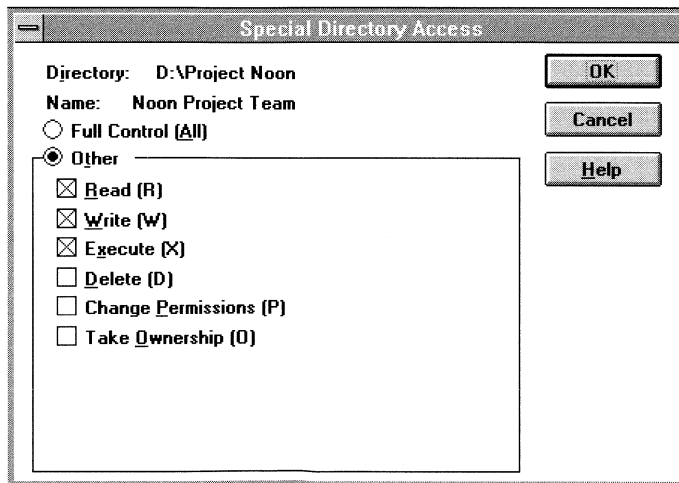 Special Directory Access
Directory: D:\Project Noon
Name: Noon Project Team
Full Control (All)
Other
Read (R)
Write (W)
Execute (X)
Delete (D)
Change Permissions (P)
Take Ownership (O)
OK
Cancel
Help